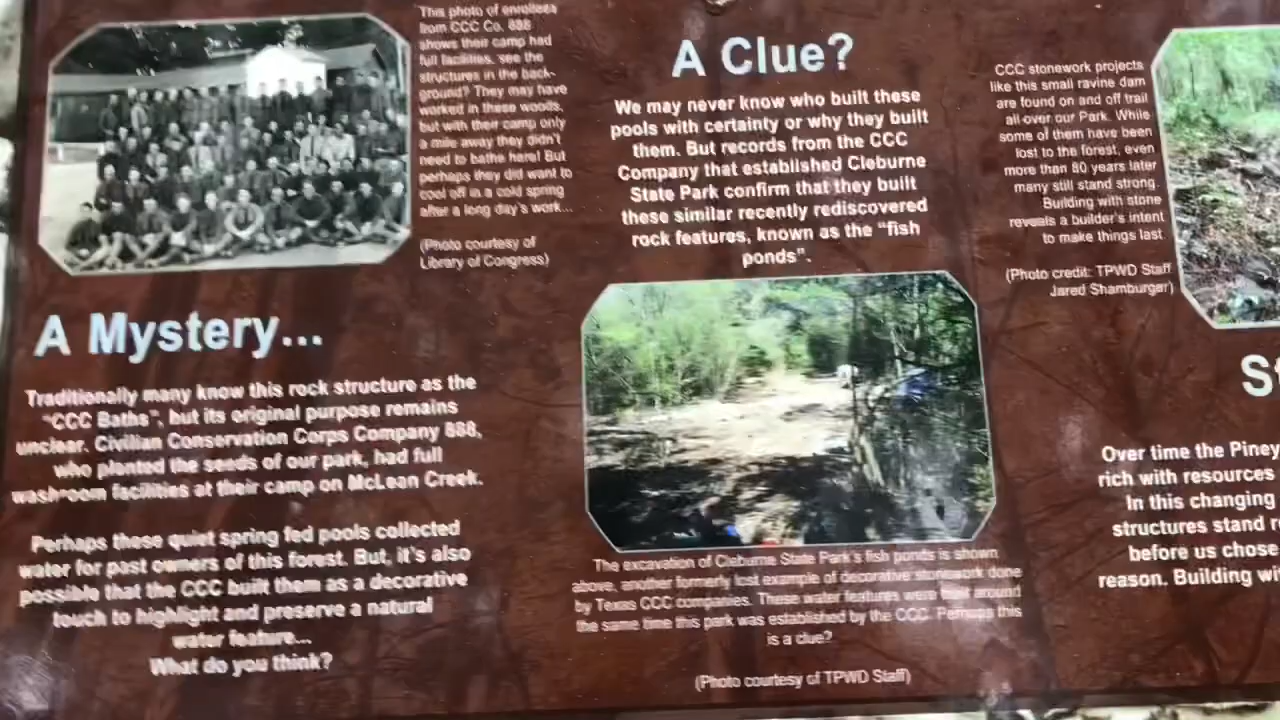 This photo of enrollees
from CCC Co. 888
shows their camp had
full facilities, see the
structures in the back-
ground? They may have
worked in these woods,
but with their camp only
a mile away they didn't
need to bathe here! But
perhaps they did want to
cool off in a cold spring
after a long day's work...
(Photo courtesy of
Library of Congress)
A Mystery...
Traditionally many know this rock structure as the
"CCC Baths", but its original purpose remains
unclear. Civilian Conservation Corps Company 888,
who planted the seeds of our park, had full
washroom facilities at their camp on McLean Creek.
Perhaps these quiet spring fed pools collected
water for past owners of this forest. But, it's also
possible that the CCC built them as a decorative
touch to highlight and preserve a natural
water feature...
What do you think?
A Clue?
We may never know who built these
pools with certainty or why they built
them. But records from the CCC
Company that established Cleburne
State Park confirm that they built
these similar recently rediscovered
rock features, known as the "fish
ponds".
The excavation of Cleburne State Park's fish ponds is shown
above, another formerly lost example of decorative stonework done
by Texas CCC companies. These water features were built around
the same time this park was established by the CCC. Perhaps this
is a clue?
(Photo courtesy of TPWD Staff)
CCC stonework projects
like this small ravine dam
are found on and off trail
all over our Park. While
some of them have been
lost to the forest, even
more than 80 years later
many still stand strong.
Building with stone
reveals a builder's intent
to make things last.
(Photo credit: TPWD Staff
Jared Shamburger)
Over time the Piney
rich with resources
In this changing
structures stand
before us chose
reason. Building